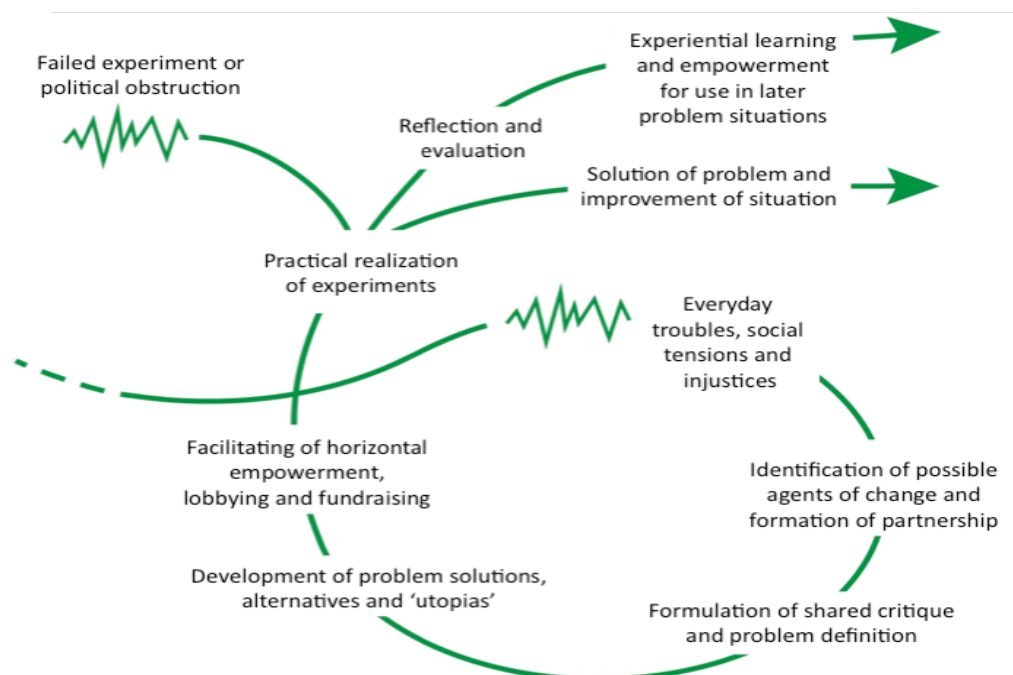 Failed experiment or
political obstruction
Experiential learning
and empowerment
for use in later
problem situations
Reflection and
evaluation
Solution of problem and
improvement of situation
Practical realization
of experiments
Everyday
troubles, social
tensions and
injustices
Facilitating of horizontal
empowerment,
lobbying and fundraising
Identification of possible
agents of change and
formation of partnership
Development of problem solutions,
alternatives and ‘utopias’
Formulation of shared critique
and problem definition